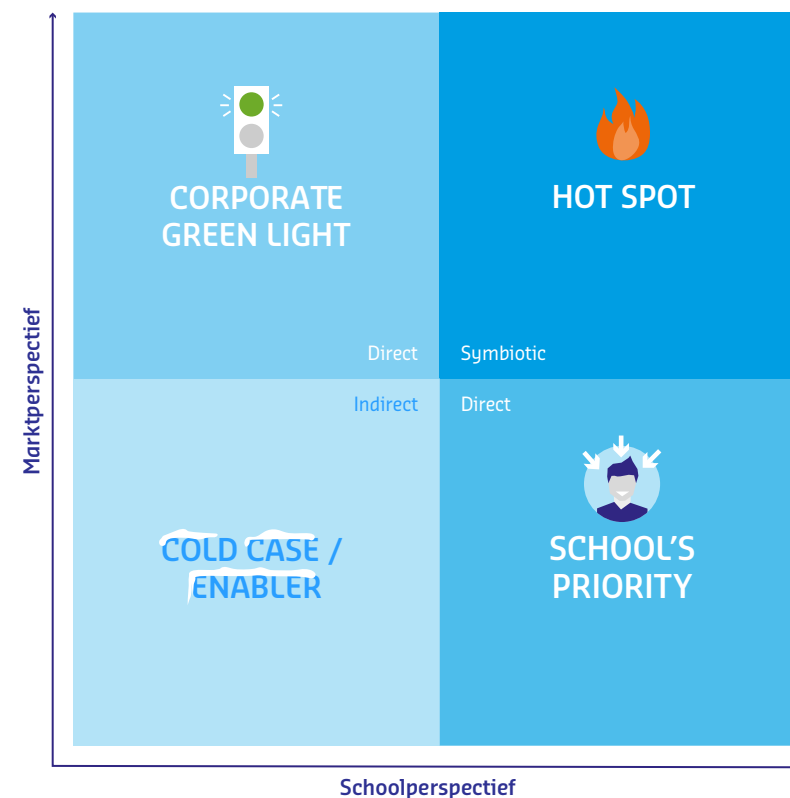 CORPORATE
GREEN LIGHT
HOT SPOT
Direct
Symbiotic
Indirect
Direct
COLD CASE /
ENABLER
SCHOOL'S
PRIORITY
Marktperspectief
Schoolperspectief